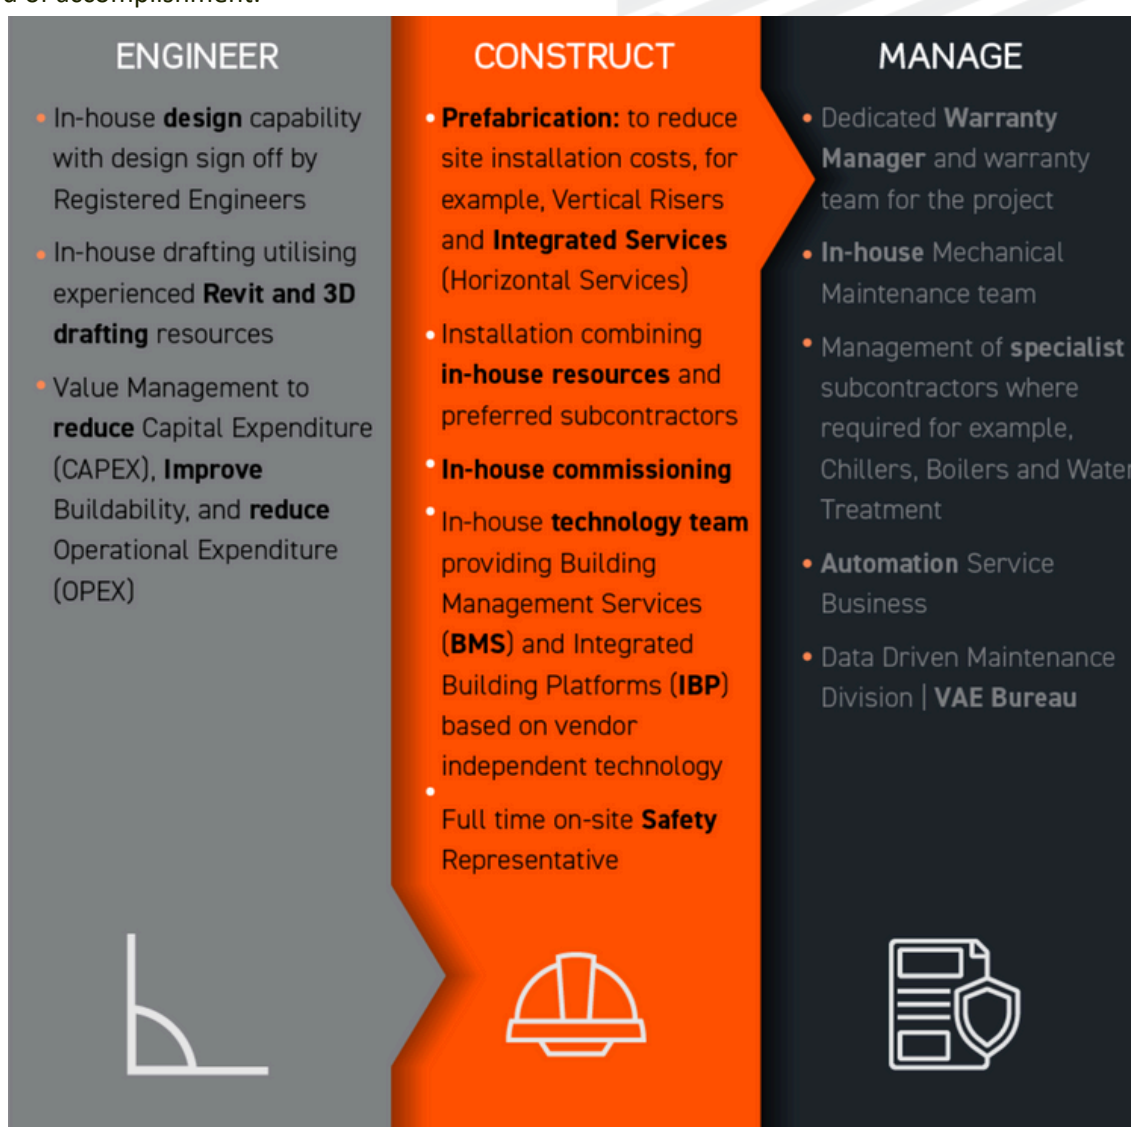 of accomplishment.
ENGINEER
• In-house design capability
with design sign off by
Registered Engineers
• In-house drafting utilising
experienced Revit and 3D
drafting resources
• Value Management to
reduce Capital Expenditure
(CAPEX), Improve
Buildability, and reduce
Operational Expenditure
(OPEX)
CONSTRUCT
• Prefabrication: to reduce
site installation costs, for
example, Vertical Risers
and Integrated Services
(Horizontal Services)
• Installation combining
in-house resources and
preferred subcontractors
• In-house commissioning
• In-house technology team
providing Building
Management Services
(BMS) and Integrated
Building Platforms (IBP)
based on vendor
independent technology
• Full time on-site Safety
Representative
MANAGE
• Dedicated Warranty
Manager and warranty
team for the project
• In-house Mechanical
Maintenance team
• Management of specialist
subcontractors where
required for example,
Chillers, Boilers and Water
Treatment
• Automation Service
Business
• Data Driven Maintenance
Division | VAE Bureau